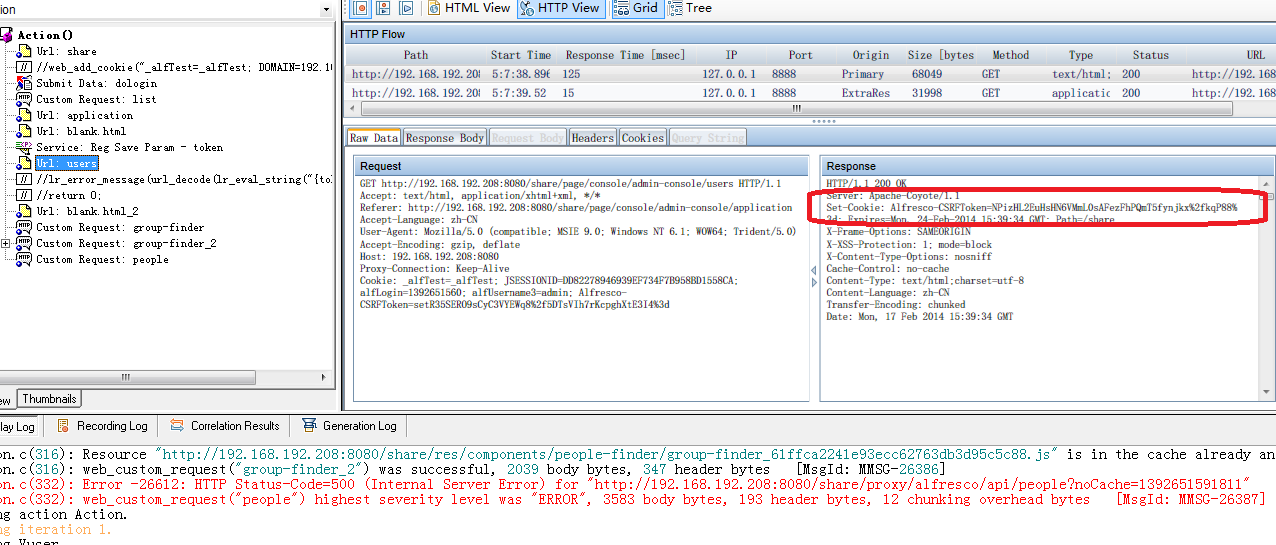 tion
HTML View HTTP View Grid Tree
Action()
Url: share
//web_add_cookie("_alfTest=_alfTest; DOMAIN=192.16
Submit Data: dologin
Custom Request: list
Url: application
Url: blank.html
Service: Reg Save Param - token
Url: users
//lr_error_message(url_decode(lr_eval_string("{to
//return 0;
Url: blank.html_2
Custom Request: group-finder
Custom Request: group-finder_2
Custom Request: people
ew Thumbnails
HTTP Flow
Path Start Time Response Time [msec] IP Port Origin Size [bytes Method Type Status URL
http://192.168.192.208 5:7:38.896 125 127.0.0.1 8888 Primary 68049 GET text/html; 200 http://192.168
http://192.168.192.208 5:7:39.52 15 127.0.0.1 8888 ExtraRes 31998 GET applicatic 200 http://192.168
Raw Data Response Body Request Body Headers Cookies Query String
Request
GET http://192.168.192.208:8080/share/page/console/admin-console/users HTTP/1.1
Accept: text/html, application/xhtml+xml, */*
Referer: http://192.168.192.208:8080/share/page/console/admin-console/application
Accept-Language: zh-CN
User-Agent: Mozilla/5.0 (compatible; MSIE 9.0; Windows NT 6.1; WOW64; Trident/5.0)
Accept-Encoding: gzip, deflate
Host: 192.168.192.208:8080
Proxy-Connection: Keep-Alive
Cookie: _alfTest=_alfTest; JSESSIONID=DD82278946939EF734F7B958BD1558CA;
alfLogin=1392651560; alfUsername3=admin; Alfresco-
CSRFToken=setR35SERO9sCyC3VYEWq8%2f5DTsVIh7rKcpghXtE3I4%3d
Response
HTTP/1.1 200 OK
Server: Apache-Coyote/1.1
Set-Cookie: Alfresco-CSRFToken=NPizHL2EuHsHN6VMmLOsAFezFhPQmT5fynjkx%2fkqP88%
3d; Expires=Mon, 24-Feb-2014 15:39:34 GMT; Path=/share
X-Frame-Options: SAMEORIGIN
X-XSS-Protection: 1; mode=block
X-Content-Type-Options: nosniff
Cache-Control: no-cache
Content-Type: text/html;charset=utf-8
Content-Language: zh-CN
Transfer-Encoding: chunked
Date: Mon, 17 Feb 2014 15:39:34 GMT
play Log Recording Log Correlation Results Generation Log
on.c(316): Resource "http://192.168.192.208:8080/share/res/components/people-finder/group-finder_61ffca2241e93ecc62763db3d95c5c88.js" is in the cache already an
on.c(316): web_custom_request("group-finder_2") was successful, 2039 body bytes, 347 header bytes [MsgId: MMSG-26386]
on.c(332): Error -26612: HTTP Status-Code=500 (Internal Server Error) for "http://192.168.192.208:8080/share/proxy/alfresco/api/people?noCache=1392651591811"
on.c(332): web_custom_request("people") highest severity level was "ERROR", 3583 body bytes, 193 header bytes, 12 chunking overhead bytes [MsgId: MMSG-26387]
ng action Action.
ng iteration 1.
ng Vuser